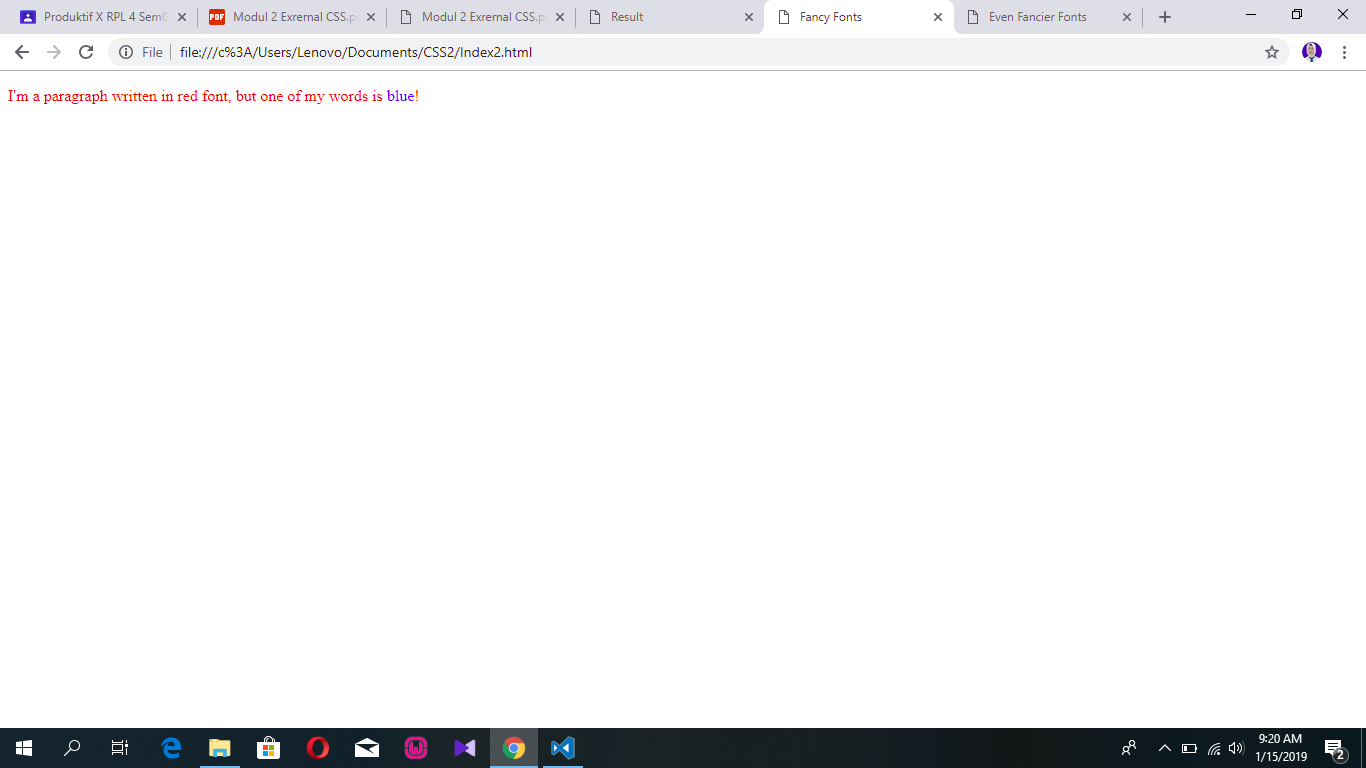 Produktif X RPL 4 SemG
Modul 2 Exrernal CSS.p
Modul 2 Exrernal CSS.p
Result
Fancy Fonts
Even Fancier Fonts
File
file:///c%3A/Users/Lenovo/Documents/CSS2/Index2.html
I'm a paragraph written in red font, but one of my words is blue!
9:20 AM
1/15/2019
2